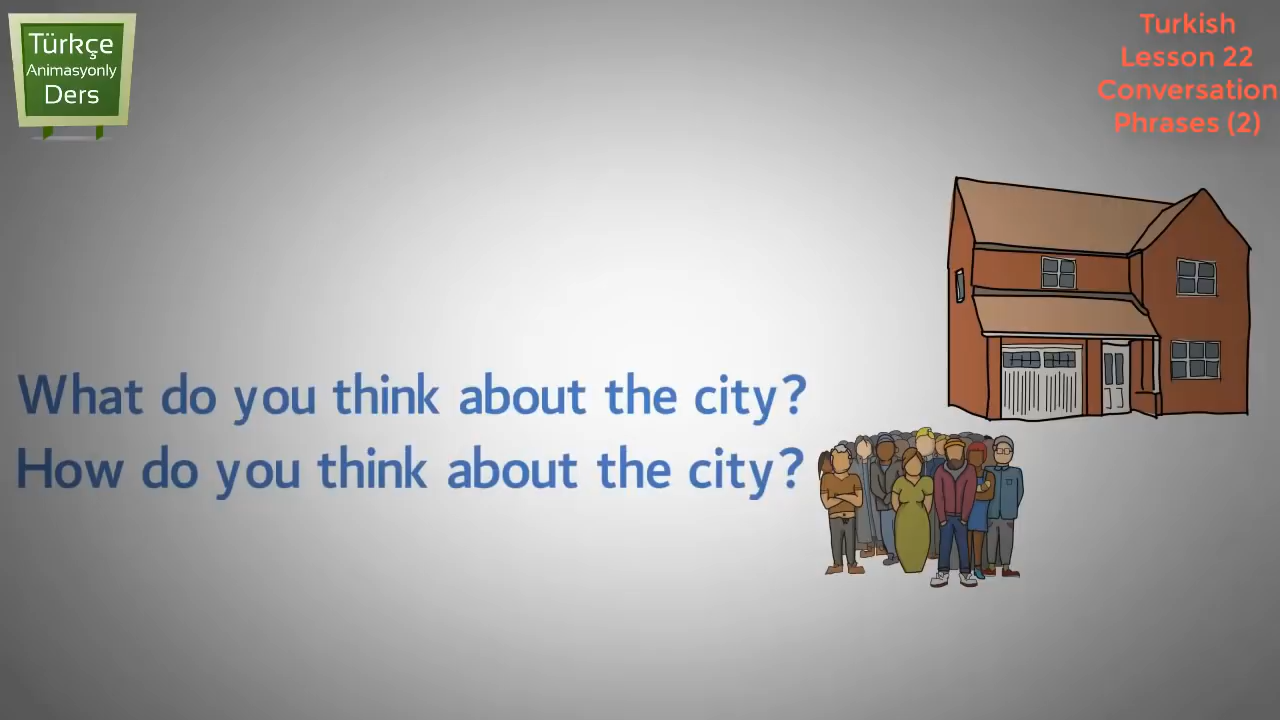 Türkçe
Animasyonly
Ders
Turkish
Lesson 22
Conversation
Phrases (2)
What do you think about the city?
How do you think about the city?